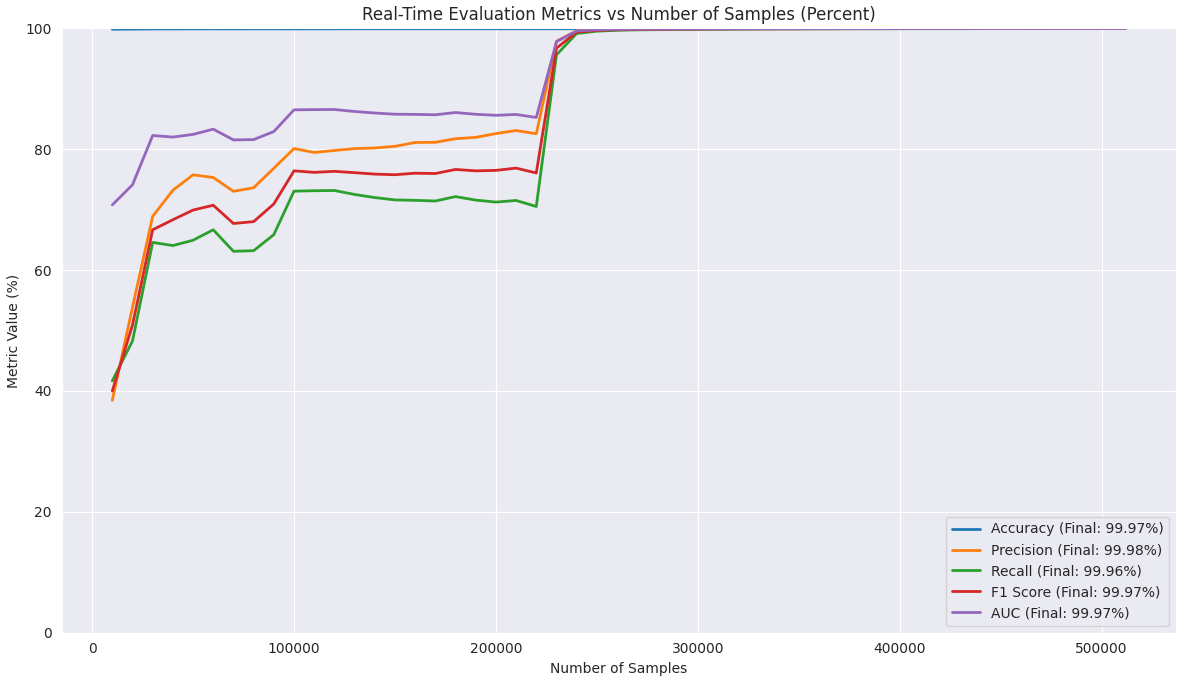 Real-Time Evaluation Metrics vs Number of Samples (Percent)
Metric Value (%)
100
80
60
40
20
0
0
100000
200000
300000
400000
500000
Number of Samples
Accuracy (Final: 99.97%)
Precision (Final: 99.98%)
Recall (Final: 99.96%)
F1 Score (Final: 99.97%)
AUC (Final: 99.97%)